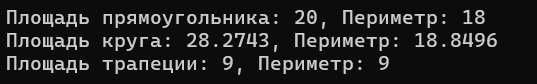 Площадь прямоугольника: 20, Периметр: 18
Площадь круга: 28.2743, Периметр: 18.8496
Площадь трапеции: 9, Периметр: 9